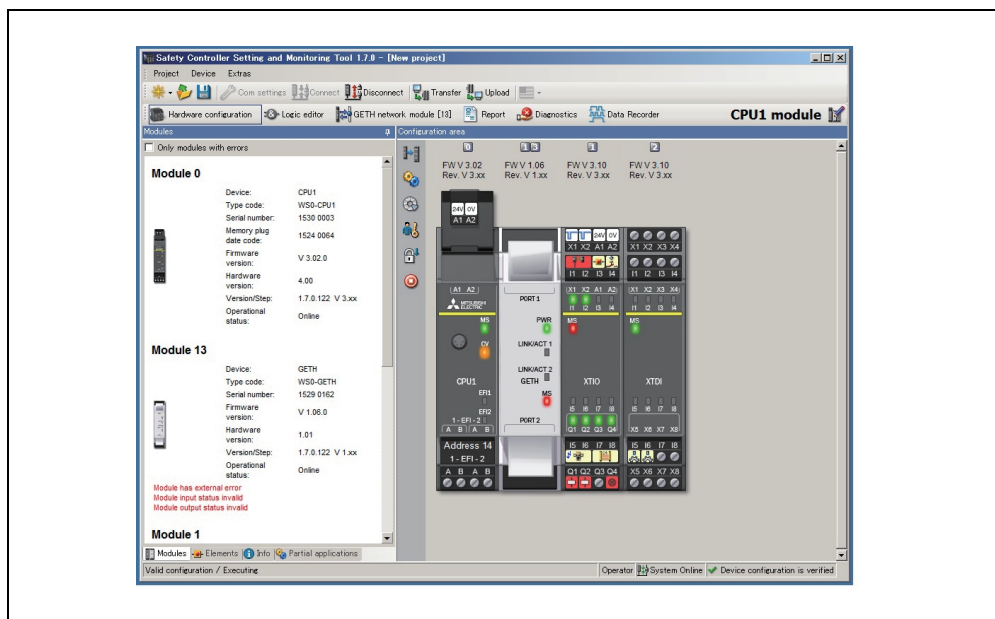 Safety Controller Setting and Monitoring Tool 1.7.0 - [New project]
Project Device Extras
Com settings Connect Disconnect Transfer Upload
Hardware configuration Logic editor GETH network module [13] Report Diagnostics Data Recorder CPU1 module
Modules
Configuration area
Only modules with errors
Module 0
Device: CPU1
Type code: WS0-CPU1
Serial number: 1530 0003
Memory plug
date code: 1524 0064
Firmware
version: V 3.02.0
Hardware
version: 4.00
Version/Step: 1.7.0.122 V 3.xx
Operational
status: Online
Module 13
Device: GETH
Type code: WS0-GETH
Serial number: 1529 0162
Firmware
version: V 1.06.0
Hardware
version: 1.01
Version/Step: 1.7.0.122 V 1.xx
Operational
status: Online
Module has external error
Module input status invalid
Module output status invalid
Module 1
Modules Elements Info Partial applications
0 13 1 2
FW V 3.02 FW V 1.06 FW V 3.10 FW V 3.10
Rev. V 3.xx Rev. V 1.xx Rev. V 3.xx Rev. V 3.xx
24V 0V
A1 A2
24V 0V
X1 X2 A1 A2 X1 X2 X3 X4
I1 I2 I3 I4 I1 I2 I3 I4
A1 A2 X1 X2 A1 A2 X1 X2 X3 X4
MITSUBISHI
ELECTRIC
PORT 1
I1 I2 I3 I4 I1 I2 I3 I4
MS PWR MS MS
CV LINK/ACT 1
LINK/ACT 2
CPU1 GETH XTIO XTDI
EFI1 MS
EFI2
I5 I6 I7 I8 I5 I6 I7 I8
1 - EFI - 2 PORT 2
A B A B Q1 Q2 Q3 Q4 X5 X6 X7 X8
Address 14 I5 I6 I7 I8 I5 I6 I7 I8
1 - EFI - 2
A B A B Q1 Q2 Q3 Q4 X5 X6 X7 X8
Valid configuration / Executing
Operator System Online Device configuration is verified